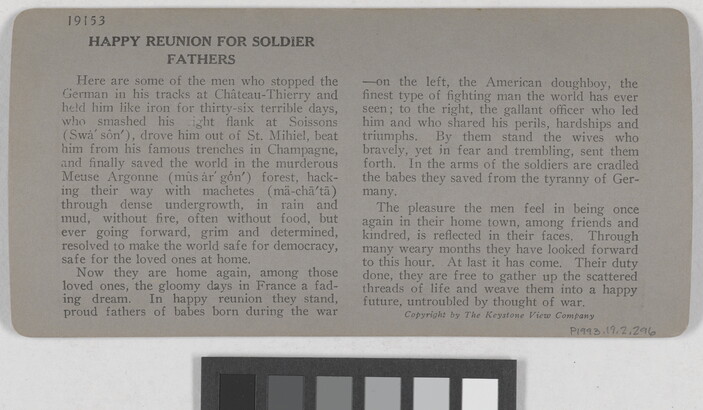 19153
HAPPY REUNION FOR SOLDIER
FATHERS
Here are some of the men who stopped the
German in his tracks at Château-Thierry and
held him like iron for thirty-six terrible days,
who smashed his right flank at Soissons
(Swä´ sôn´), drove him out of St. Mihiel, beat
him from his famous trenches in Champagne,
and finally saved the world in the murderous
Meuse Argonne (mûs är´ gôn´) forest, hack-
ing their way with machetes (mä-chā´tā)
through dense undergrowth, in rain and
mud, without fire, often without food, but
ever going forward, grim and determined,
resolved to make the world safe for democracy,
safe for the loved ones at home.
Now they are home again, among those
loved ones, the gloomy days in France a fad-
ing dream. In happy reunion they stand,
proud fathers of babes born during the war
—on the left, the American doughboy, the
finest type of fighting man the world has ever
seen; to the right, the gallant officer who led
him and who shared his perils, hardships and
triumphs. By them stand the wives who
bravely, yet in fear and trembling, sent them
forth. In the arms of the soldiers are cradled
the babes they saved from the tyranny of Ger-
many.
The pleasure the men feel in being once
again in their home town, among friends and
kindred, is reflected in their faces. Through
many weary months they have looked forward
to this hour. At last it has come. Their duty
done, they are free to gather up the scattered
threads of life and weave them into a happy
future, untroubled by thought of war.
Copyright by The Keystone View Company
P1993.19.2.296